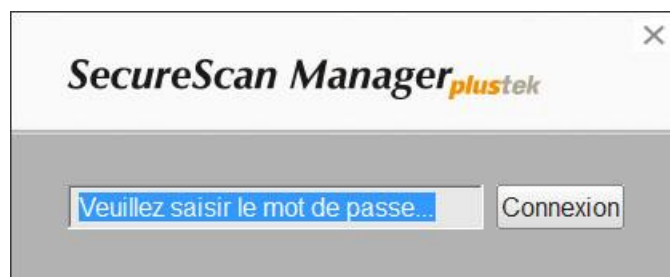 SecureScan Manager plustek
Veuillez saisir le mot de passe... Connexion